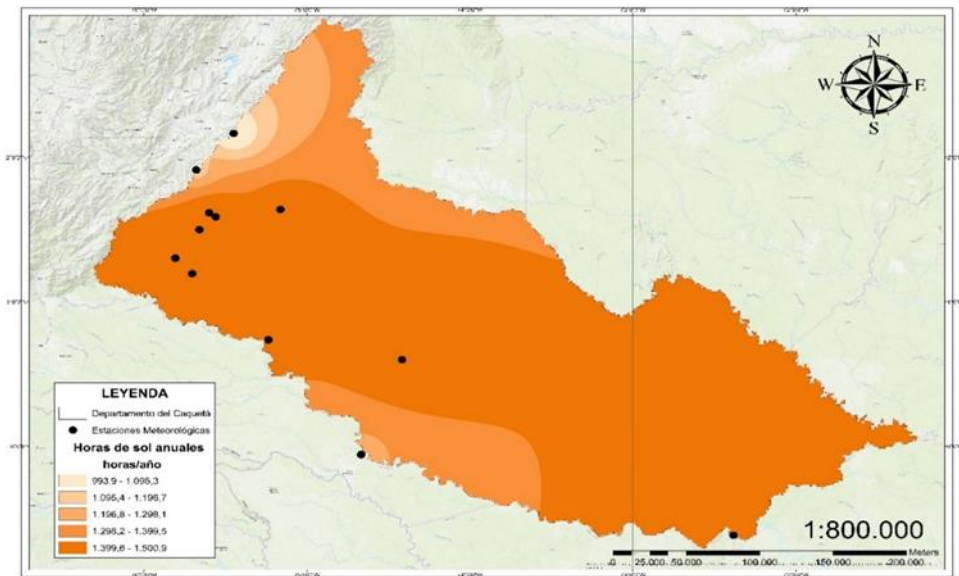 N
W E
S
LEYENDA
Departamento del Caquetá
Estaciones Meteorológicas
Horas de sol anuales
horas/año
993,9 - 1.095,3
1.095,4 - 1.196,7
1.196,8 - 1.298,1
1.298,2 - 1.399,5
1.399,6 - 1.500,9
1:800.000
Meters
0 25.000 50.000 100.000 150.000 200.000